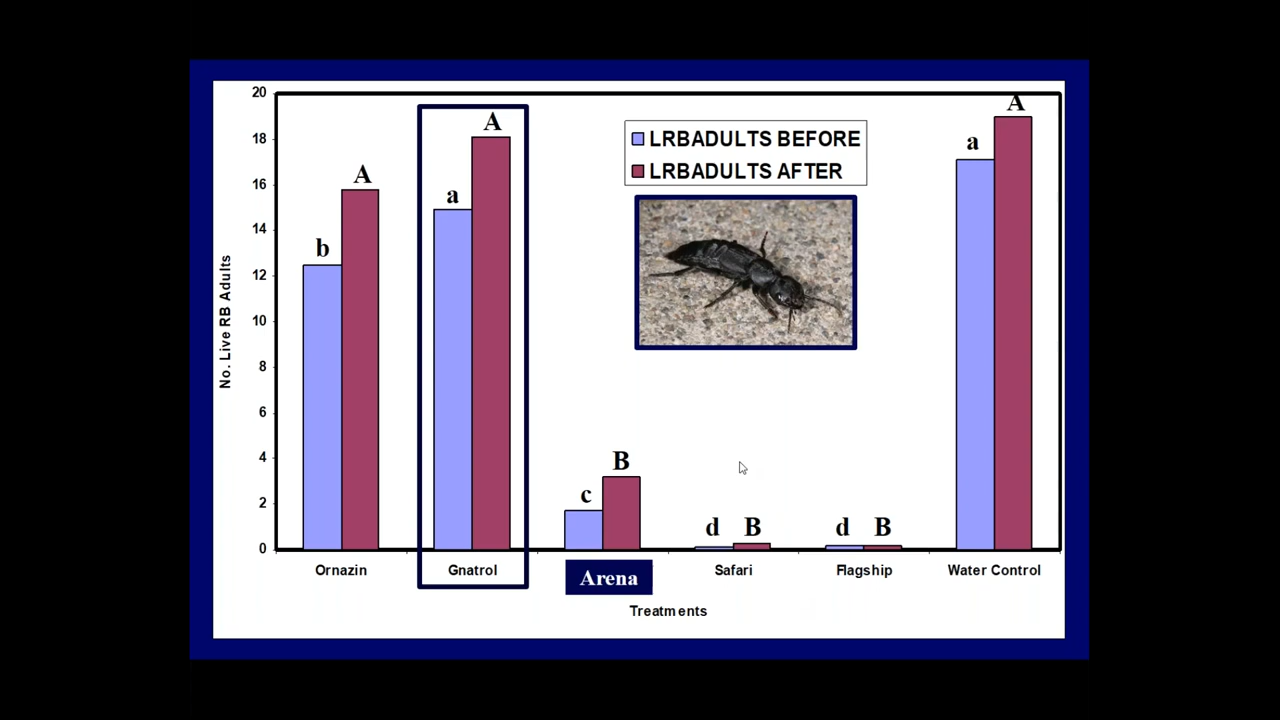 20
18
16
14
12
10
8
6
4
2
0
No. Live RB Adults
LRBADULTS BEFORE
LRBADULTS AFTER
b
A
a
A
c
B
d
B
d
B
a
A
Ornazin
Gnatrol
Arena
Safari
Flagship
Water Control
Treatments